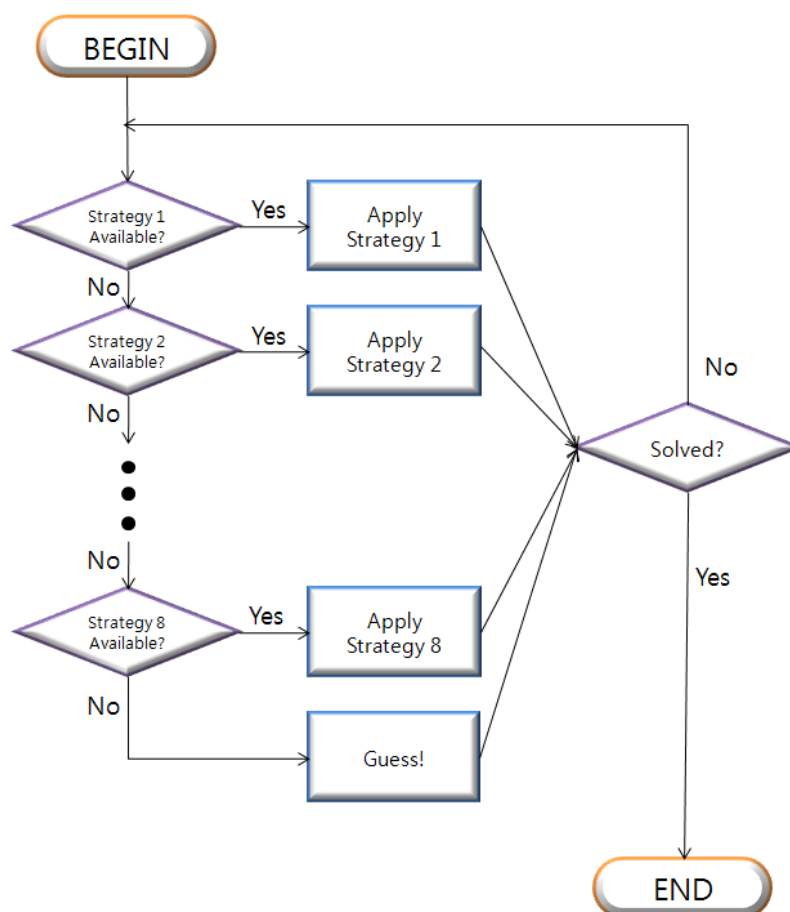 BEGIN
Strategy 1
Available?
Yes
Apply
Strategy 1
No
Strategy 2
Available?
Yes
Apply
Strategy 2
No
No
Solved?
No
Strategy 8
Available?
Yes
Apply
Strategy 8
Yes
No
Guess!
END